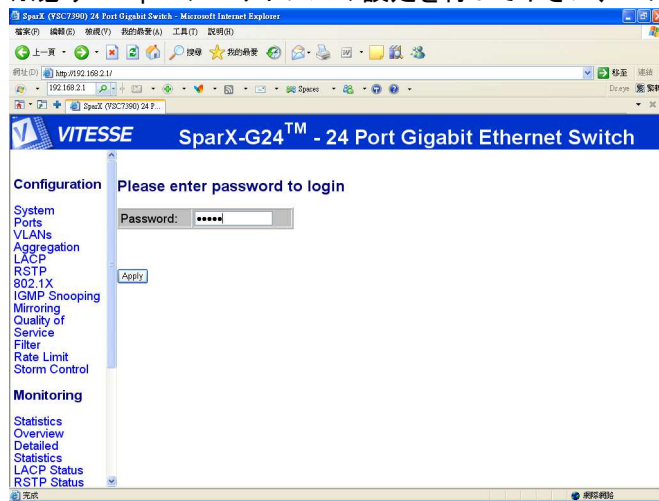 SparX (VSC7390) 24 Port Gigabit Switch - Microsoft Internet Explorer
檔案(F) 編輯(E) 檢視(V) 我的最愛(A) 工具(T) 說明(H)
上一頁 搜尋 我的最愛
網址(D) http://192.168.2.1/ 移至 連結
192.168.2.1 Spaces Dr.eye
SparX (VSC7390) 24 P...
VITESSE SparX-G24TM - 24 Port Gigabit Ethernet Switch
Configuration
System
Ports
VLANs
Aggregation
LACP
RSTP
802.1X
IGMP Snooping
Mirroring
Quality of
Service
Filter
Rate Limit
Storm Control
Monitoring
Statistics
Overview
Detailed
Statistics
LACP Status
RSTP Status
Please enter password to login
Password: •••••
Apply
完成 網際網路